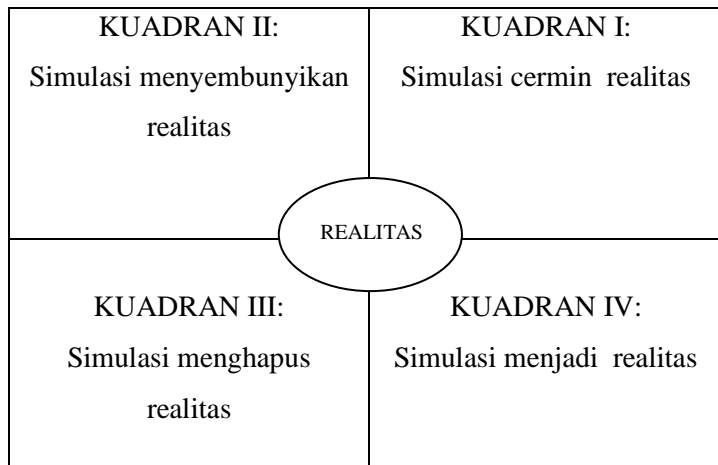 KUADRAN II:
Simulasi menyembunyikan
realitas
KUADRAN I:
Simulasi cermin realitas
REALITAS
KUADRAN III:
Simulasi menghapus
realitas
KUADRAN IV:
Simulasi menjadi realitas